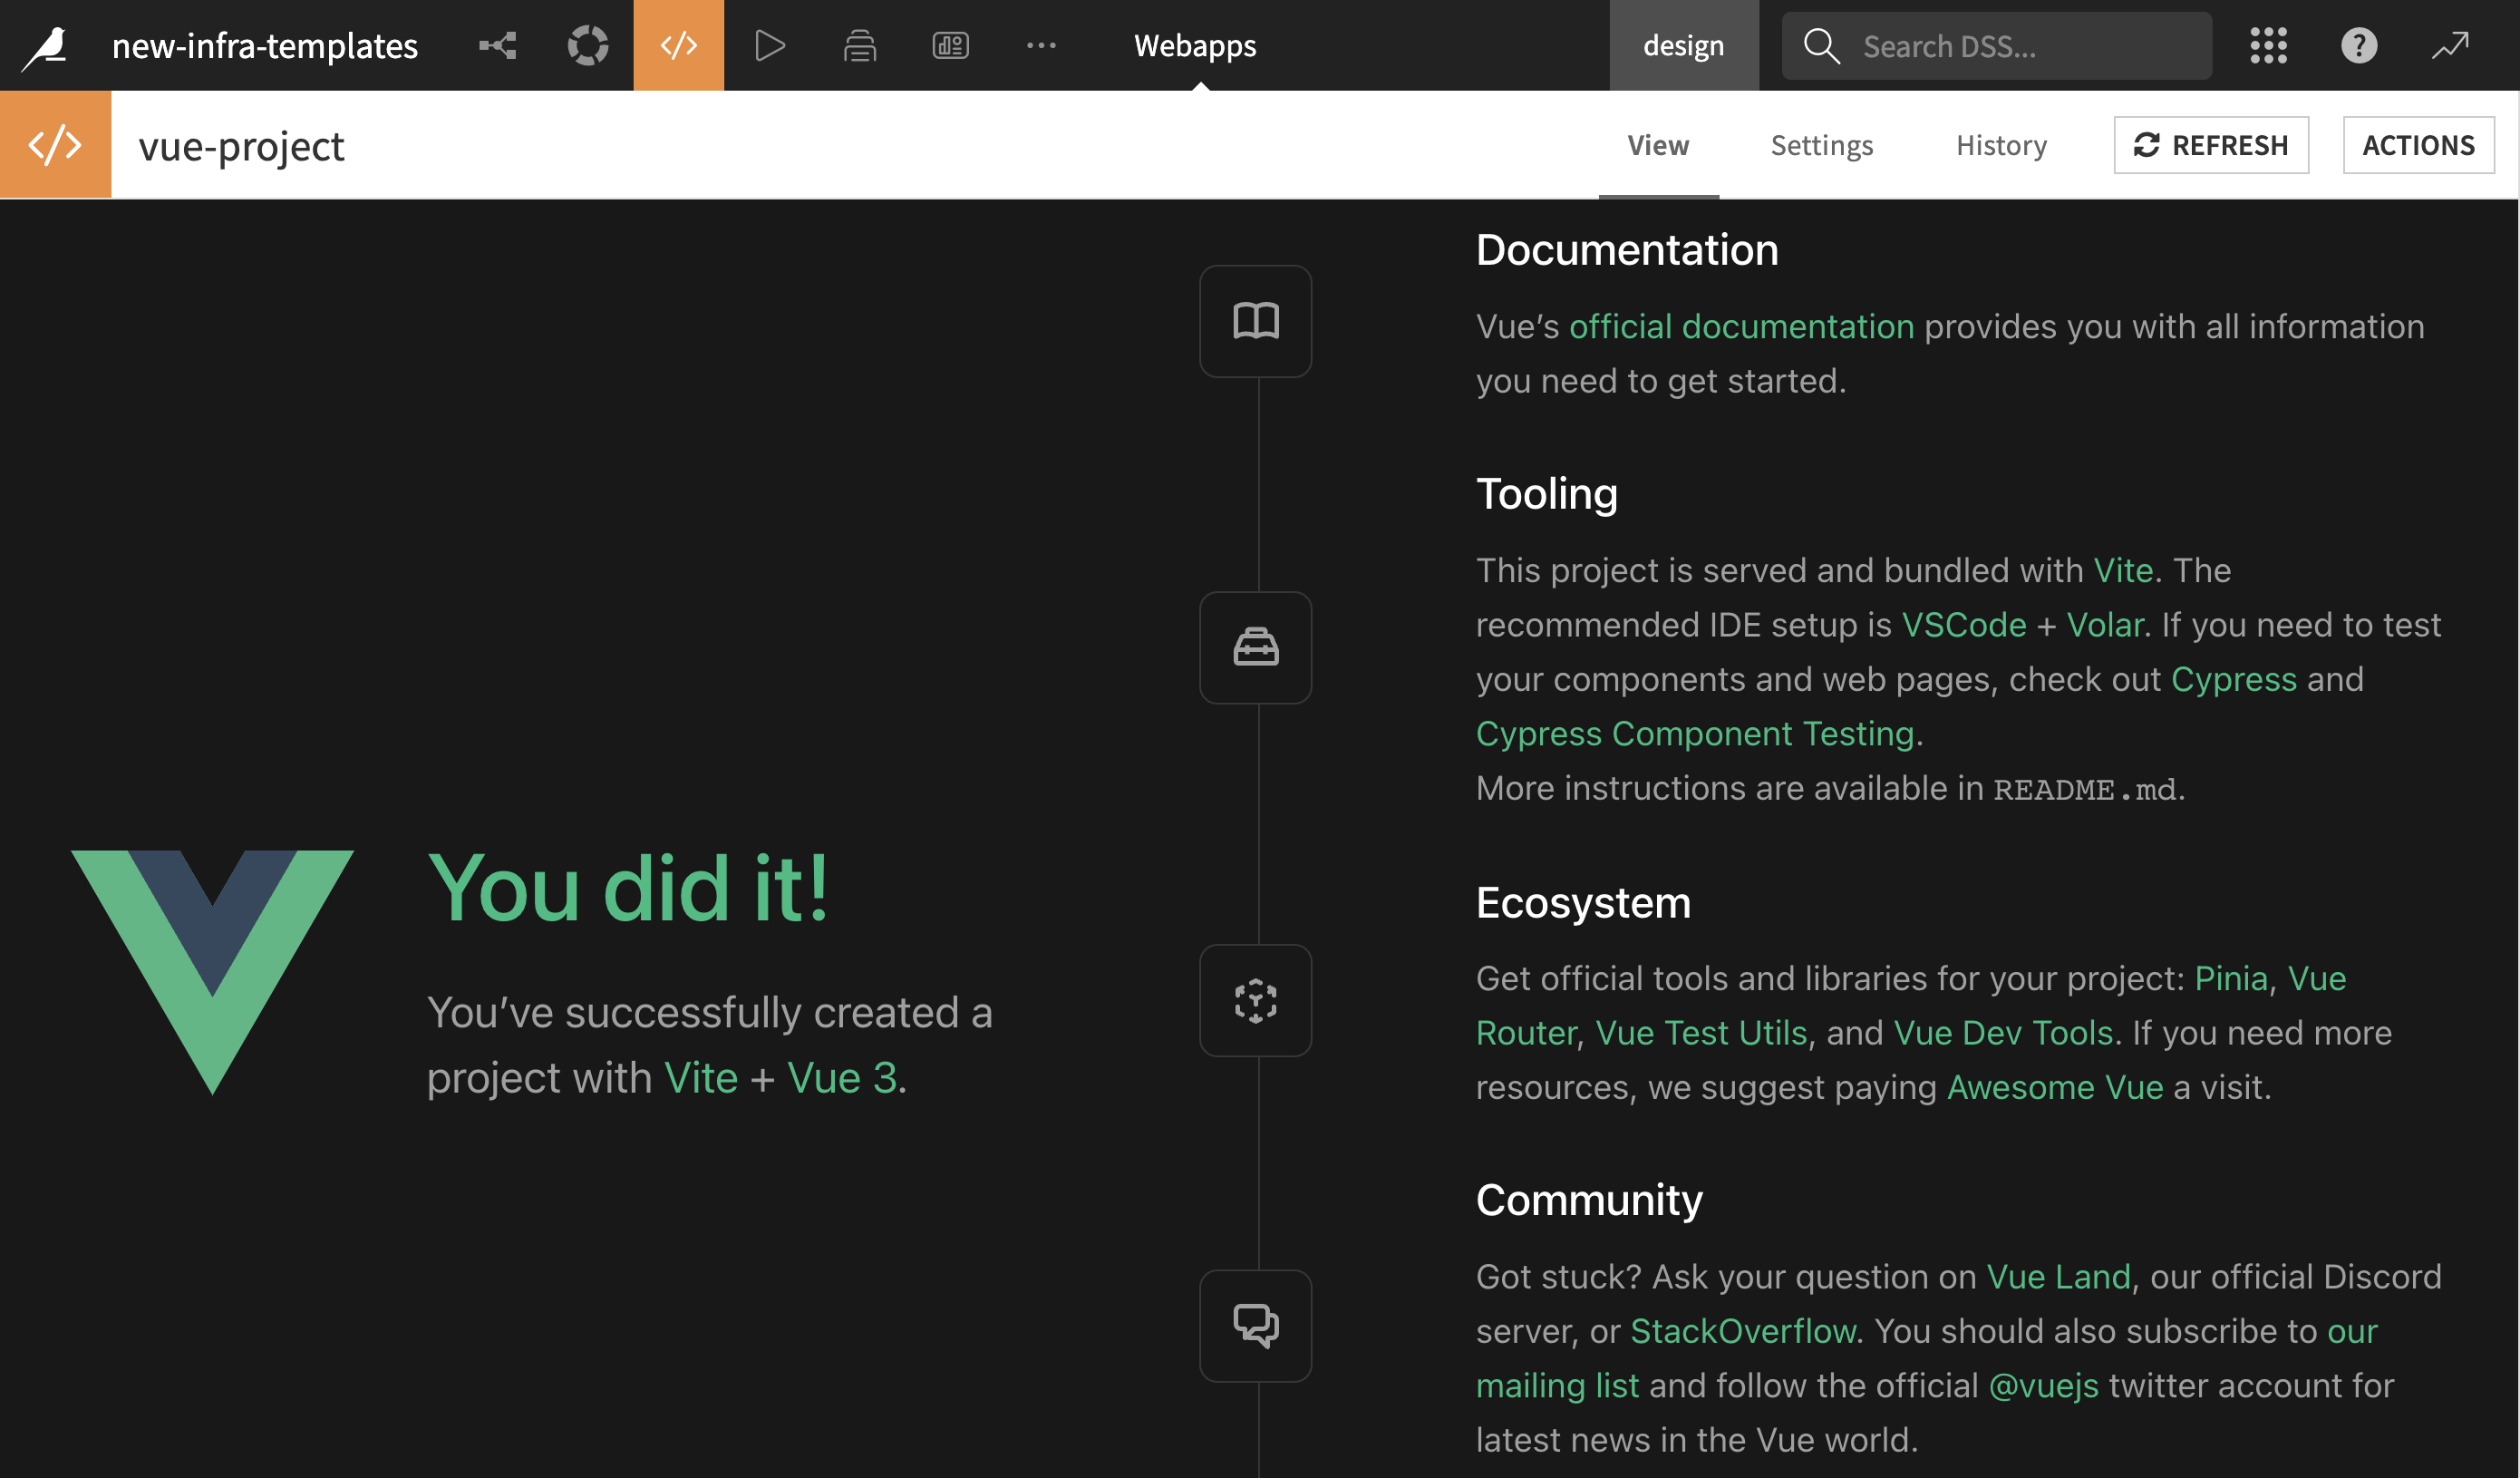 new-infra-templates
Webapps
design
Search DSS...
vue-project
View
Settings
History
REFRESH
ACTIONS
You did it!
You’ve successfully created a
project with Vite + Vue 3.
Documentation
Vue’s official documentation provides you with all information
you need to get started.
Tooling
This project is served and bundled with Vite. The
recommended IDE setup is VSCode + Volar. If you need to test
your components and web pages, check out Cypress and
Cypress Component Testing.
More instructions are available in README.md.
Ecosystem
Get official tools and libraries for your project: Pinia, Vue
Router, Vue Test Utils, and Vue Dev Tools. If you need more
resources, we suggest paying Awesome Vue a visit.
Community
Got stuck? Ask your question on Vue Land, our official Discord
server, or StackOverflow. You should also subscribe to our
mailing list and follow the official @vuejs twitter account for
latest news in the Vue world.